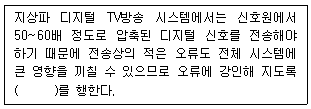 지상파 디지털 TV방송 시스템에서는 신호원에서
50~60배 정도로 압축된 디지털 신호를 전송해야
하기 때문에 전송상의 적은 오류도 전체 시스템에
큰 영향을 끼칠 수 있으므로 오류에 강인해 지도록
(      )를 행한다.